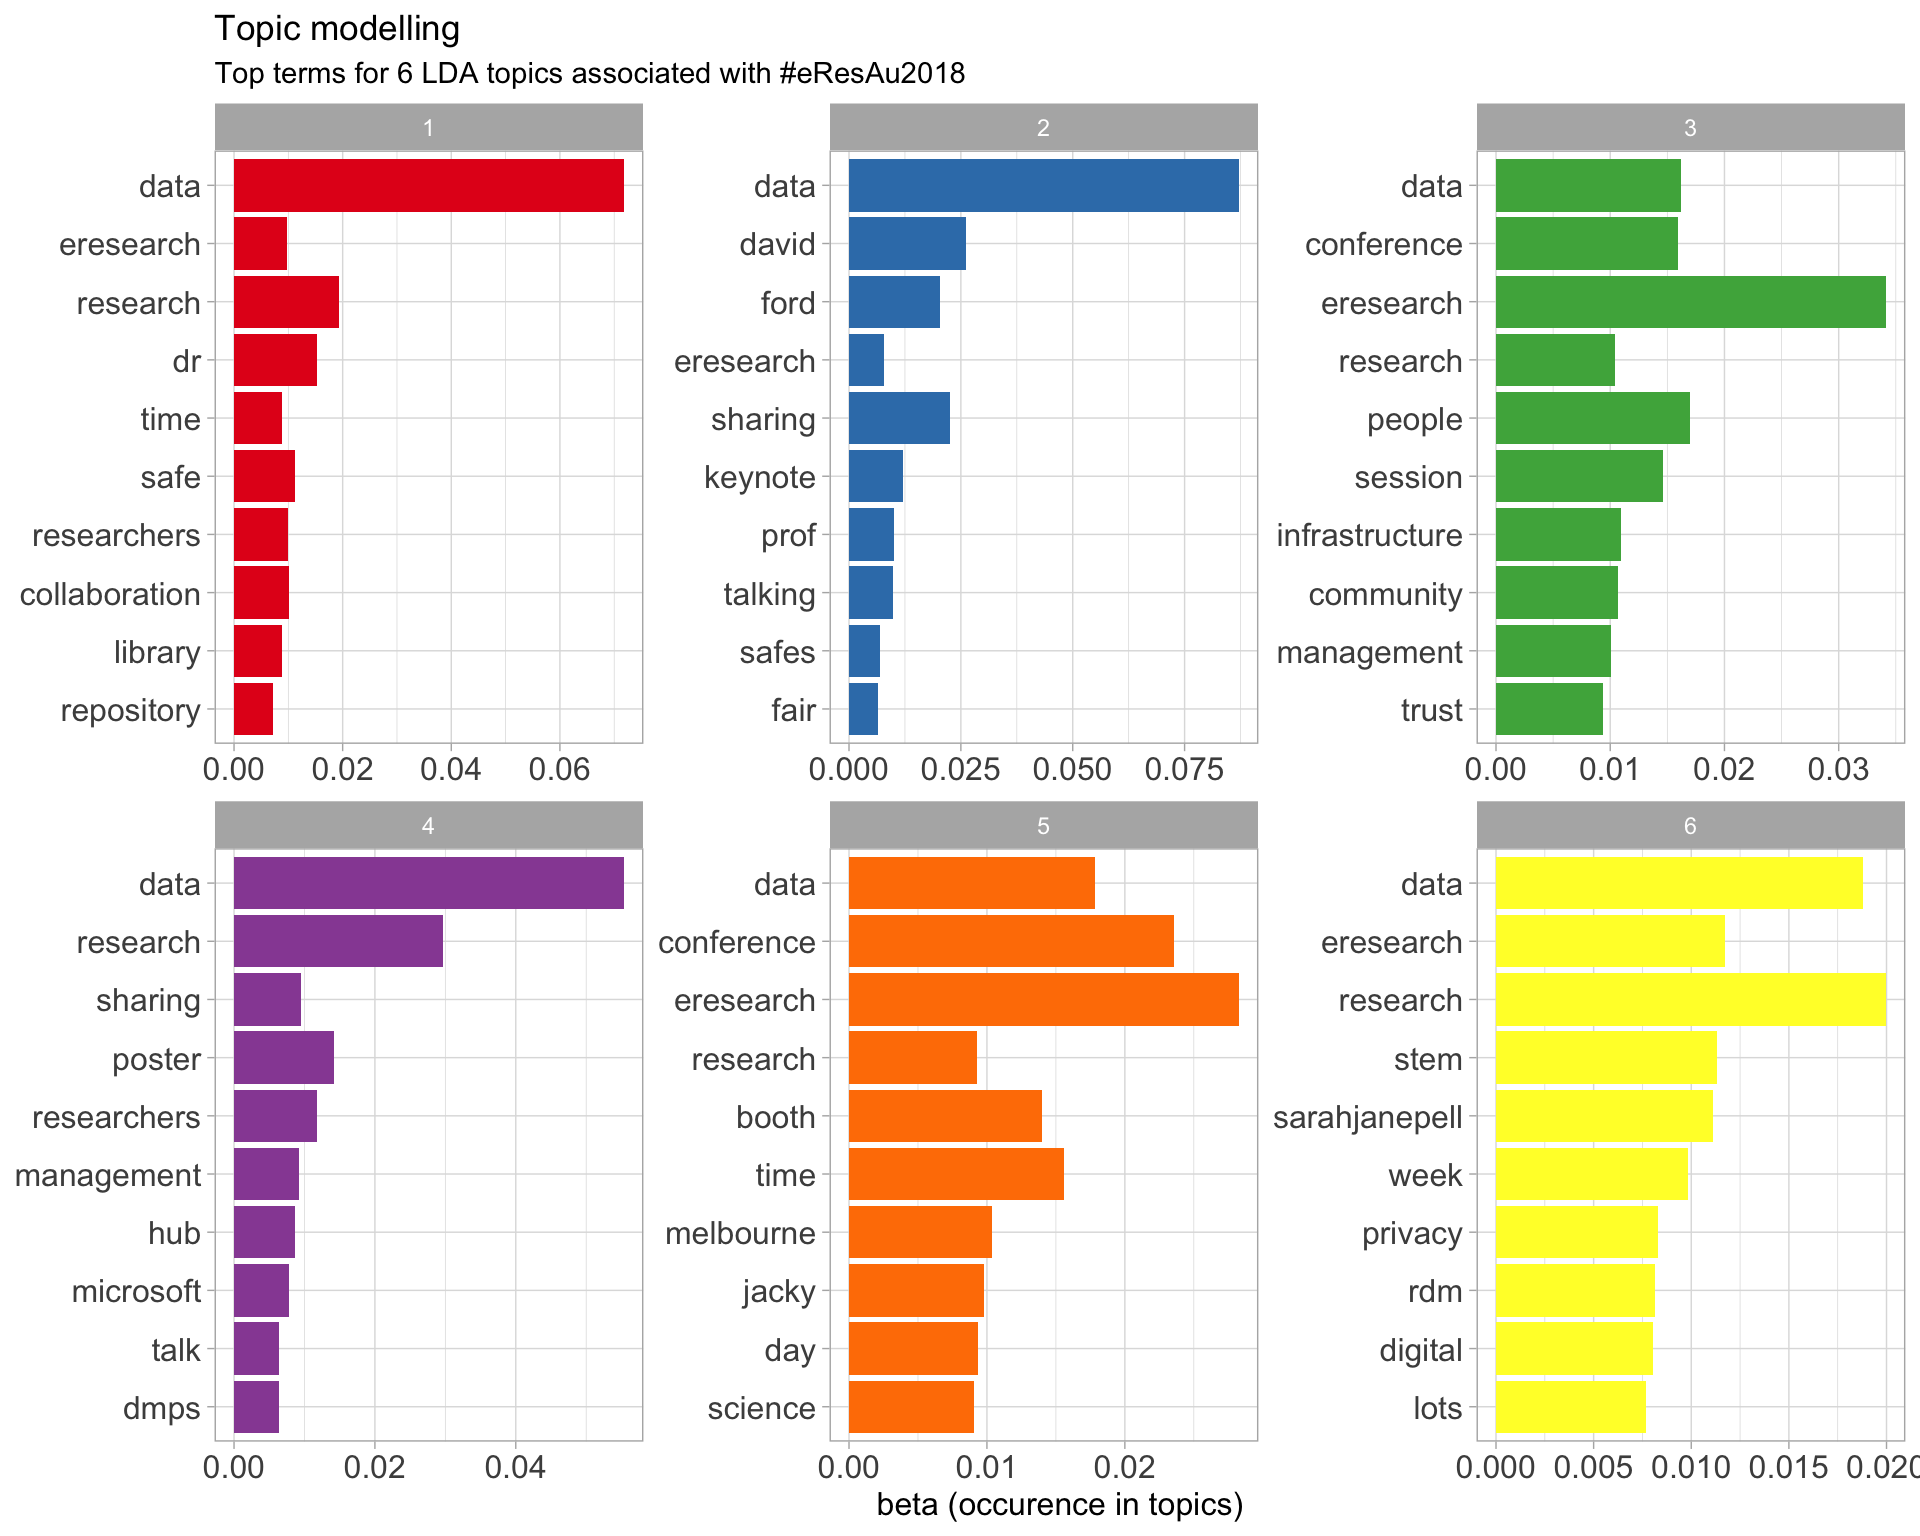 Topic modelling
Top terms for 6 LDA topics associated with #eResAu2018
1
data
eresearch
research
dr
time
safe
researchers
collaboration
library
repository
0.00 0.02 0.04 0.06
2
data
david
ford
eresearch
sharing
keynote
prof
talking
safes
fair
0.000 0.025 0.050 0.075
3
data
conference
eresearch
research
people
session
infrastructure
community
management
trust
0.00 0.01 0.02 0.03
4
data
research
sharing
poster
researchers
management
hub
microsoft
talk
dmps
0.00 0.02 0.04
5
data
conference
eresearch
research
booth
time
melbourne
jacky
day
science
0.00 0.01 0.02
6
data
eresearch
research
stem
sarahjanepell
week
privacy
rdm
digital
lots
0.000 0.005 0.010 0.015 0.020
beta (occurence in topics)